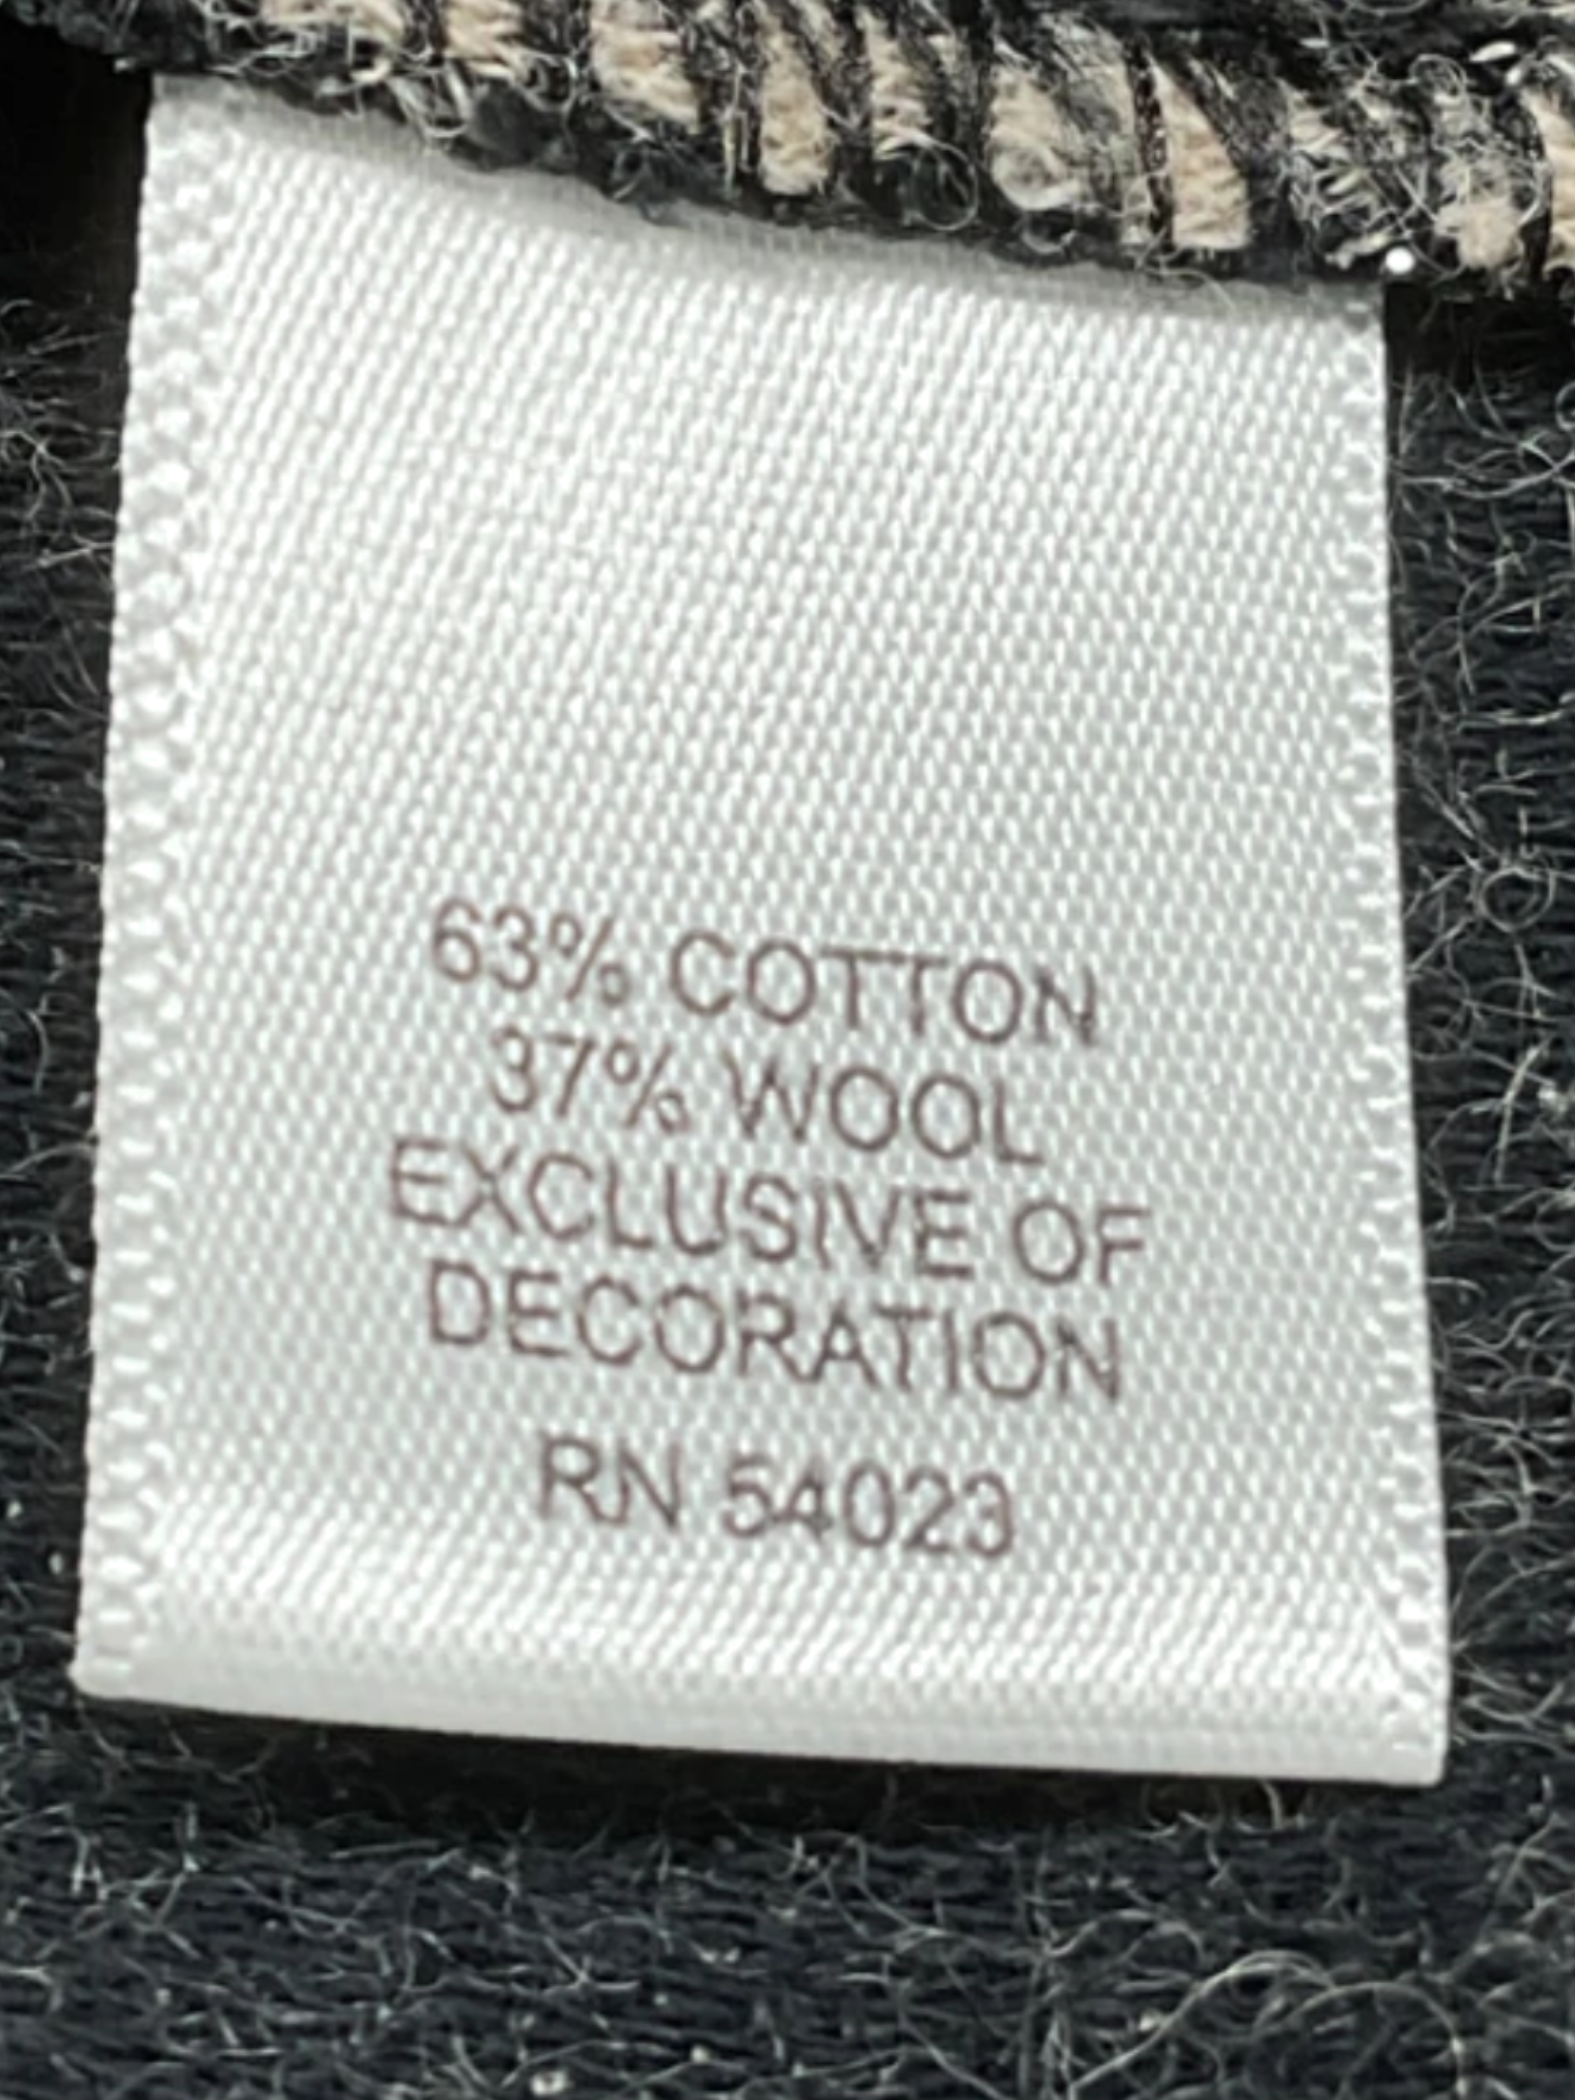 63% COTTON
37% WOOL
EXCLUSIVE OF
DECORATION
RN 54023